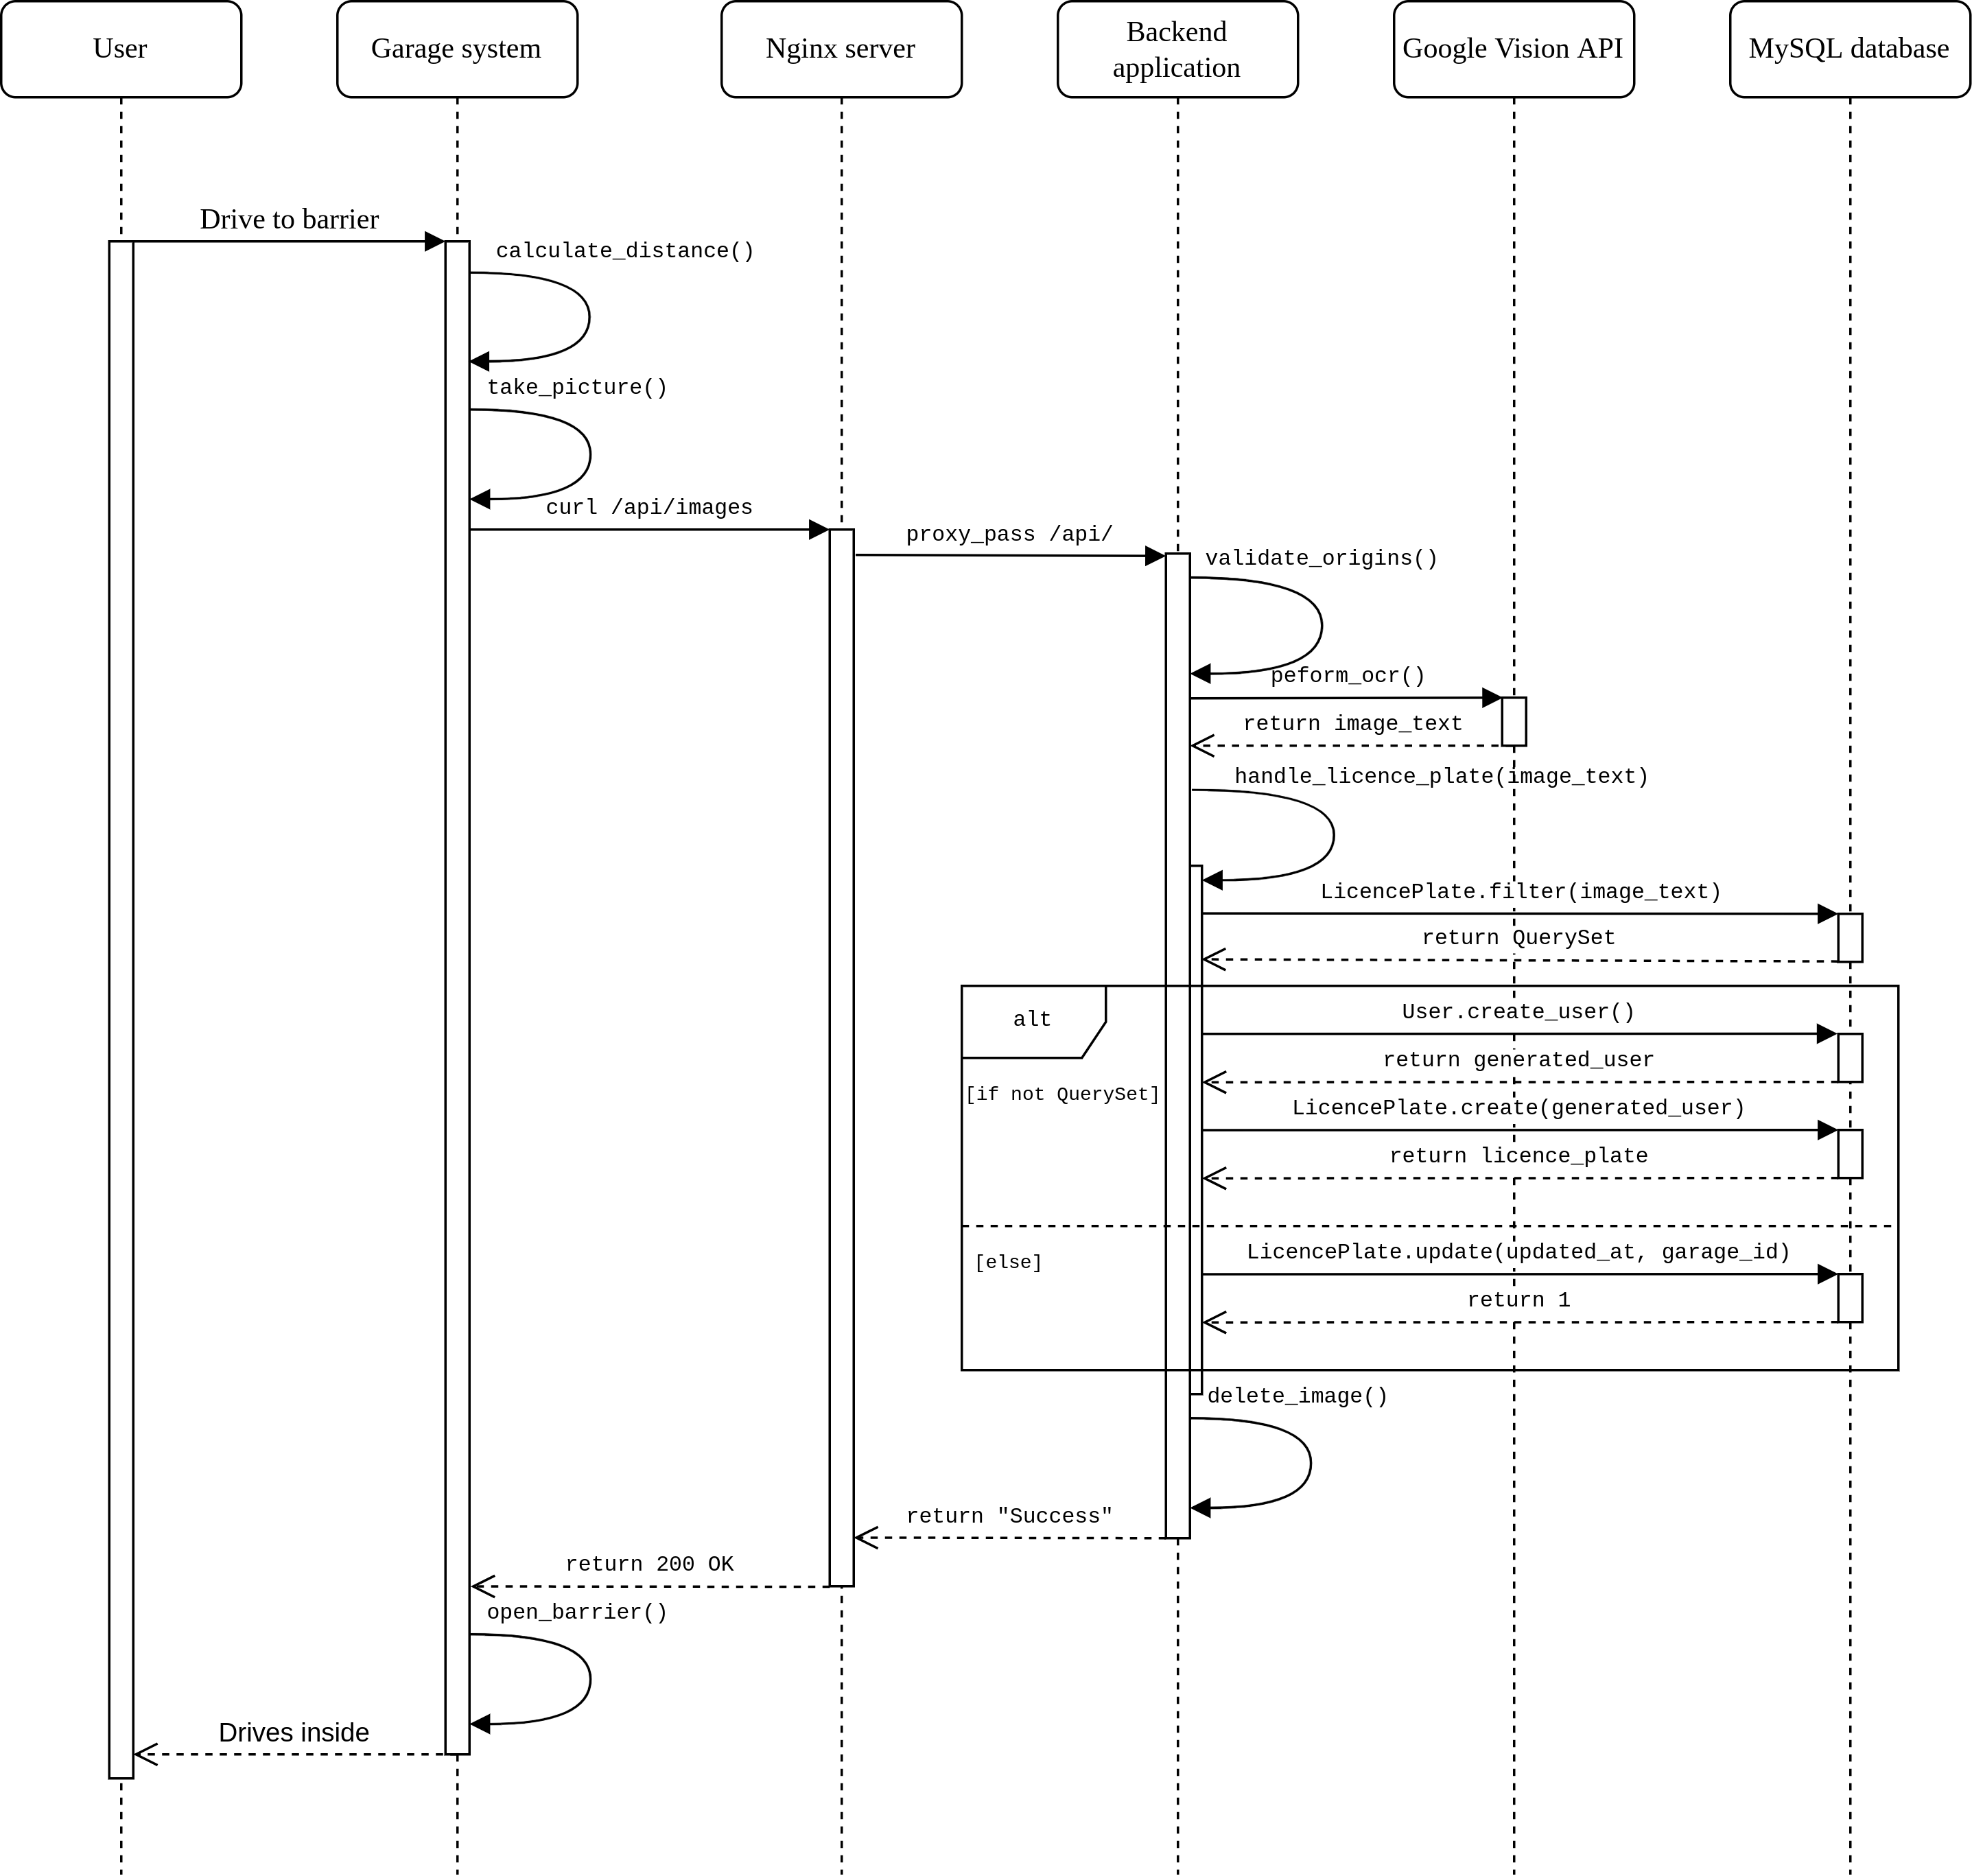 User
Garage system
Nginx server
Backend
application
Google Vision API
MySQL database
Drive to barrier
calculate_distance()
take_picture()
curl /api/images
proxy_pass /api/
validate_origins()
peform_ocr()
return image_text
handle_licence_plate(image_text)
LicencePlate.filter(image_text)
return QuerySet
alt
User.create_user()
return generated_user
[if not QuerySet]
LicencePlate.create(generated_user)
return licence_plate
[else]
LicencePlate.update(updated_at, garage_id)
return 1
delete_image()
return "Success"
return 200 OK
open_barrier()
Drives inside